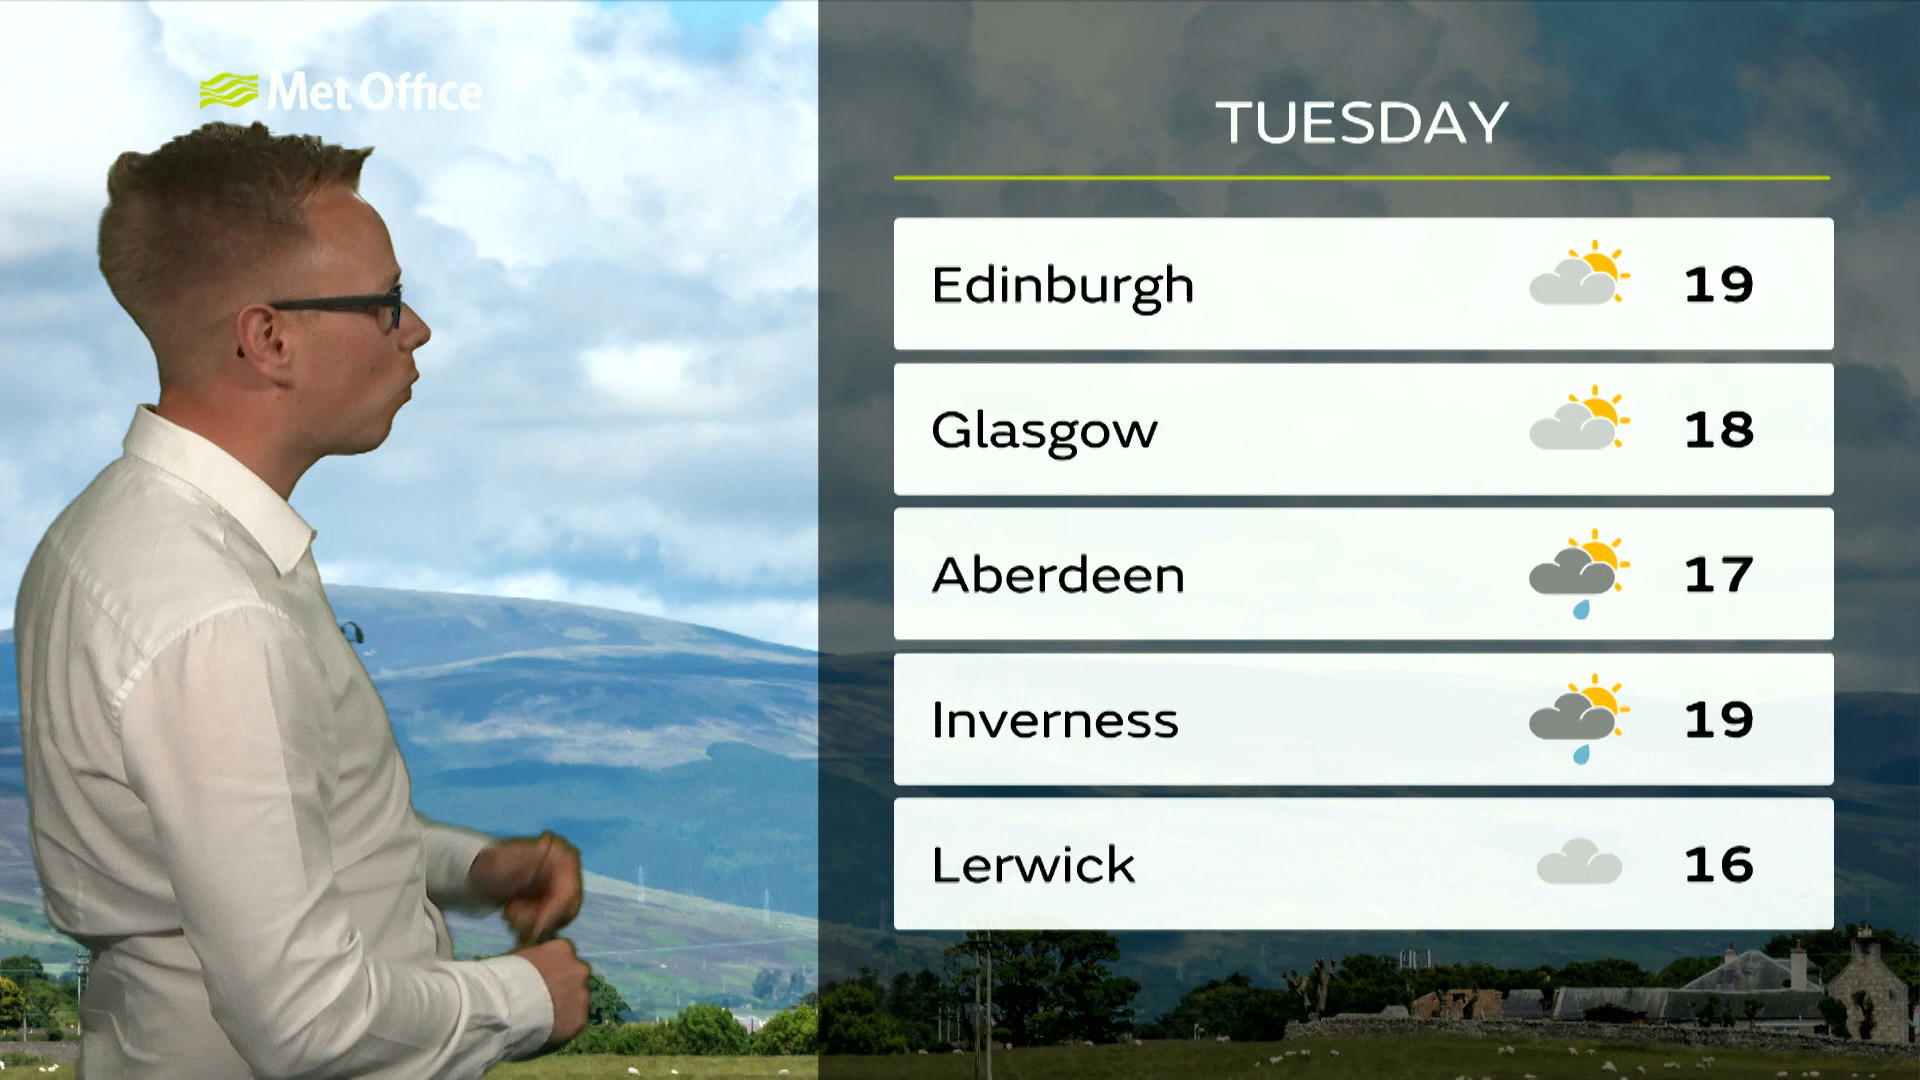 Met Office
TUESDAY
Edinburgh 19
Glasgow 18
Aberdeen 17
Inverness 19
Lerwick 16